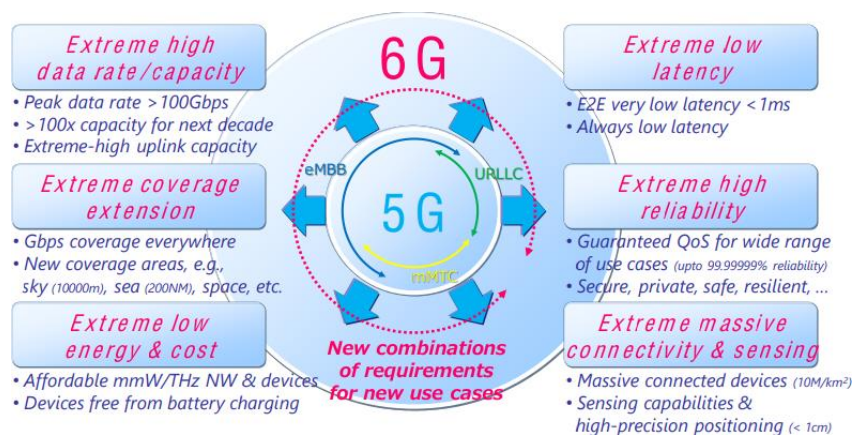 Extreme high
data rate/capacity
• Peak data rate >100Gbps
• >100x capacity for next decade
• Extreme-high uplink capacity
Extreme coverage
extension
• Gbps coverage everywhere
• New coverage areas, e.g.,
sky (10000m), sea (200NM), space, etc.
Extreme low
energy & cost
• Affordable mmW/THz NW & devices
• Devices free from battery charging
6G
eMBB
URLLC
5G
mMTC
New combinations
of requirements
for new use cases
Extreme low
latency
• E2E very low latency <1ms
• Always low latency
Extreme high
reliability
• Guaranteed QoS for wide range
of use cases (upto 99.99999% reliability)
• Secure, private, safe, resilient, ...
Extreme massive
connectivity & sensing
• Massive connected devices (10M/km²)
• Sensing capabilities &
high-precision positioning (< 1cm)